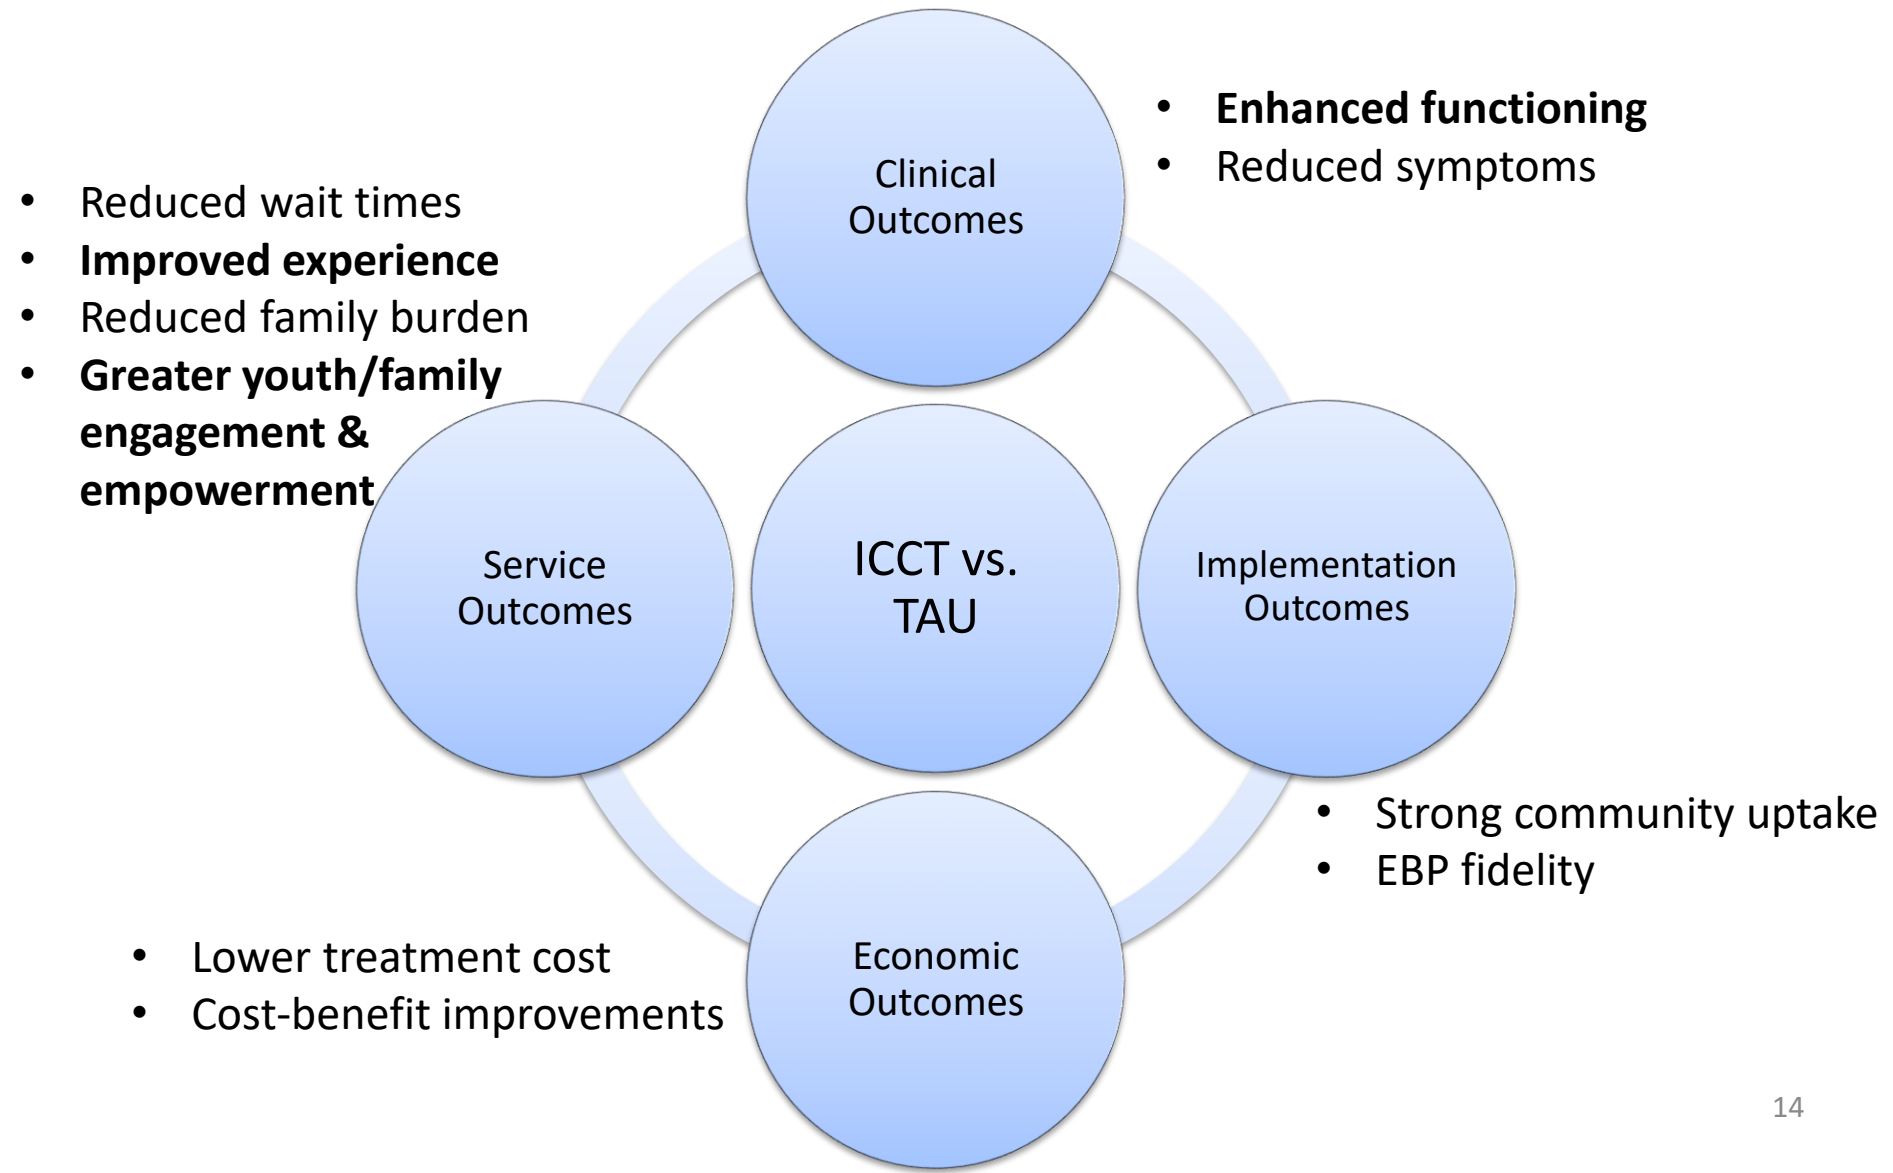 Clinical
Outcomes
• Enhanced functioning
• Reduced symptoms
• Reduced wait times
• Improved experience
• Reduced family burden
• Greater youth/family
engagement &
empowerment
Service
Outcomes
ICCT vs.
TAU
Implementation
Outcomes
• Strong community uptake
• EBP fidelity
Economic
Outcomes
• Lower treatment cost
• Cost-benefit improvements
14